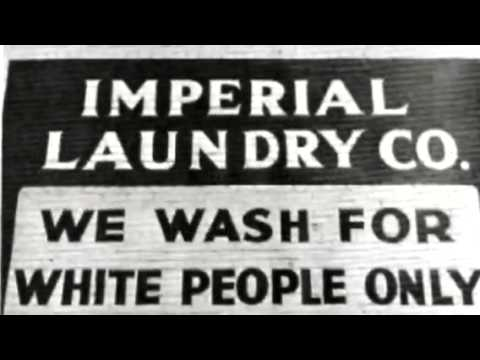 IMPERIAL
LAUNDRY CO.
WE WASH FOR
WHITE PEOPLE ONLY